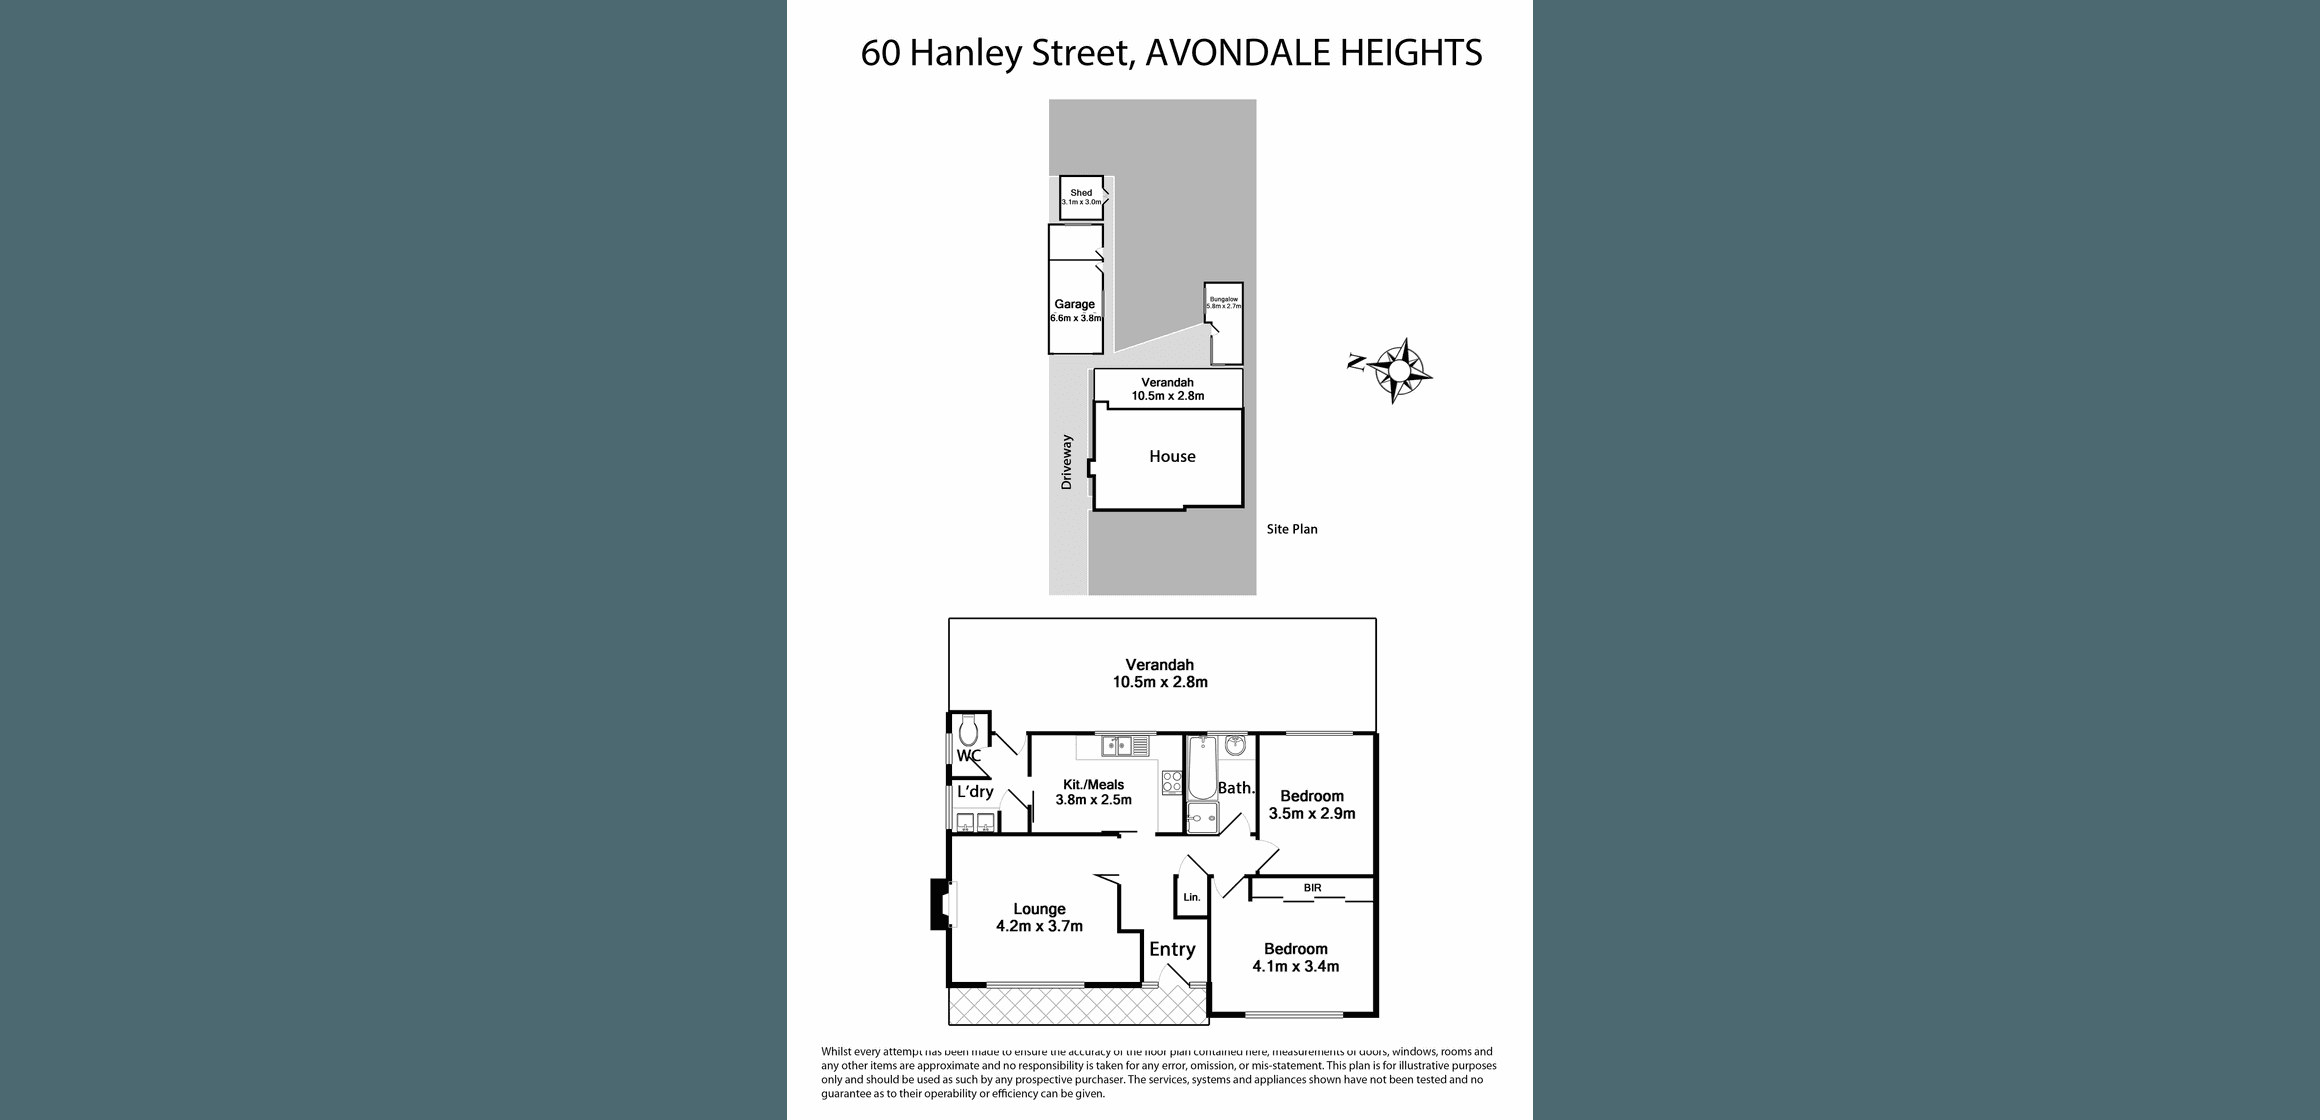 60 Hanley Street, AVONDALE HEIGHTS
Shed
3.1m x 3.0m
Garage
6.6m x 3.8m
Bungalow
5.8m x 2.7m
N
Verandah
10.5m x 2.8m
House
Driveway
Site Plan
Verandah
10.5m x 2.8m
WC
L'dry
Kit./Meals
3.8m x 2.5m
Bath.
Bedroom
3.5m x 2.9m
BIR
Lin.
Lounge
4.2m x 3.7m
Entry
Bedroom
4.1m x 3.4m
Whilst every attempt has been made to ensure the accuracy of the floor plan contained here, measurements of doors, windows, rooms and
any other items are approximate and no responsibility is taken for any error, omission, or mis-statement. This plan is for illustrative purposes
only and should be used as such by any prospective purchaser. The services, systems and appliances shown have not been tested and no
guarantee as to their operability or efficiency can be given.